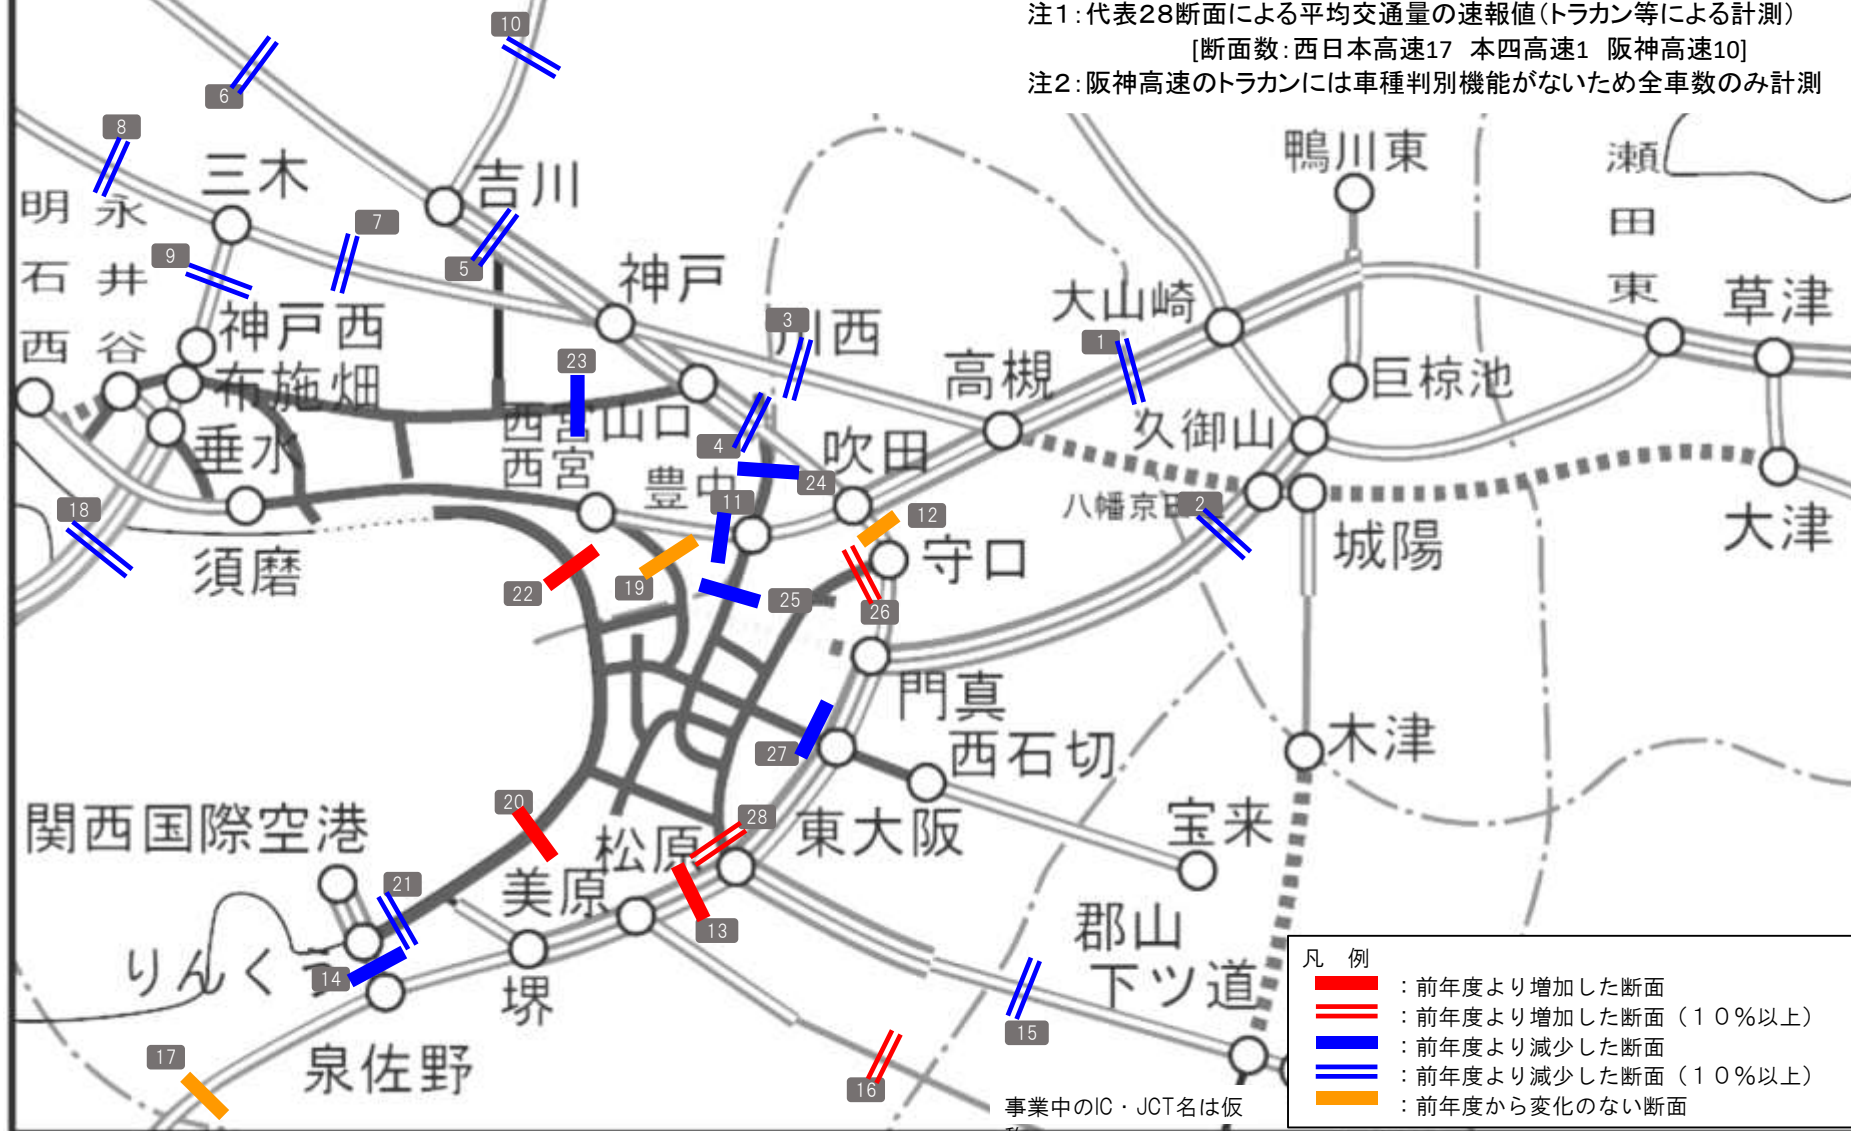 注1：代表28断面による平均交通量の速報値（トラカン等による計測）
[断面数：西日本高速17 本四高速1 阪神高速10]
注2：阪神高速のトラカンには車種判別機能がないため全車数のみ計測
10
6
8
鴨川東
瀬田東
三木
吉川
明石西
永井谷
7
9
5
神戸
大山崎
草津
神戸西
3
川西
1
23
高槻
巨椋池
布施畑
西宮山口
久御山
4
吹田
垂水
西宮
豊中
24
11
八幡京田
2
18
12
大津
須磨
守口
城陽
22
19
25
26
門真
27
西石切
木津
20
関西国際空港
松原
28
東大阪
宝来
21
美原
13
郡山
りんくう
14
下ツ道
堺
15
17
泉佐野
16
事業中のIC・JCT名は仮
凡 例
：前年度より増加した断面
：前年度より増加した断面（１０％以上）
：前年度より減少した断面
：前年度より減少した断面（１０％以上）
：前年度から変化のない断面